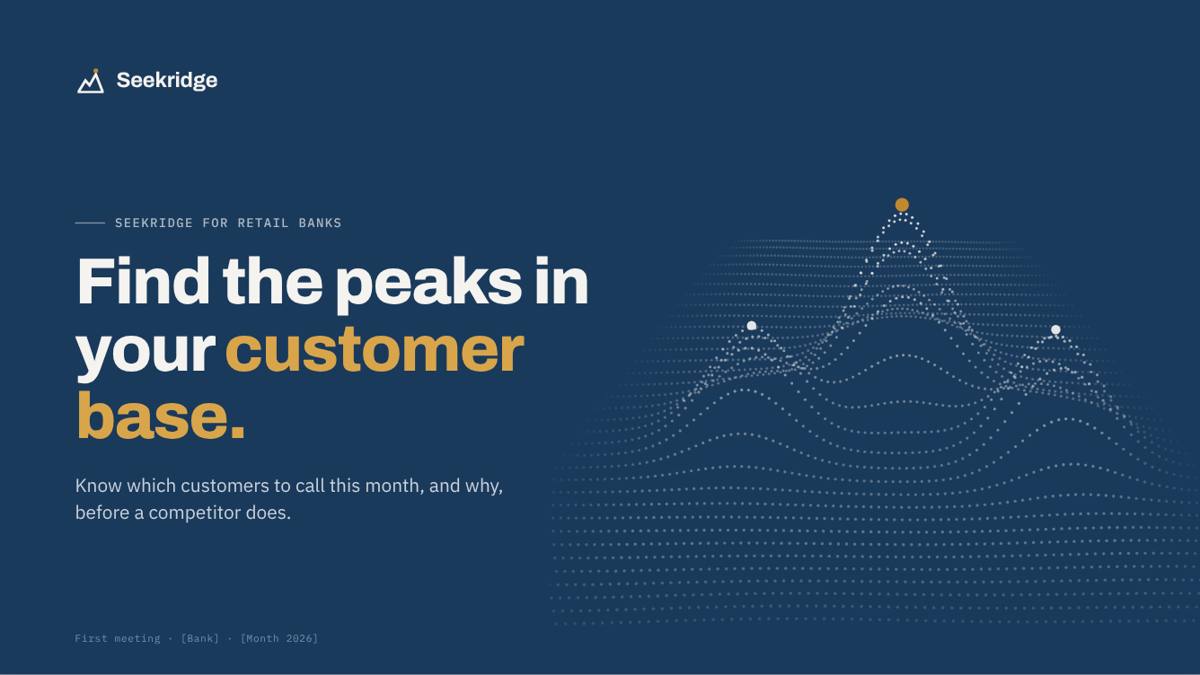 Seekridge
SEEKRIDGE FOR RETAIL BANKS
Find the peaks in
your customer
base.
Know which customers to call this month, and why,
before a competitor does.
First meeting · [Bank] · [Month 2026]